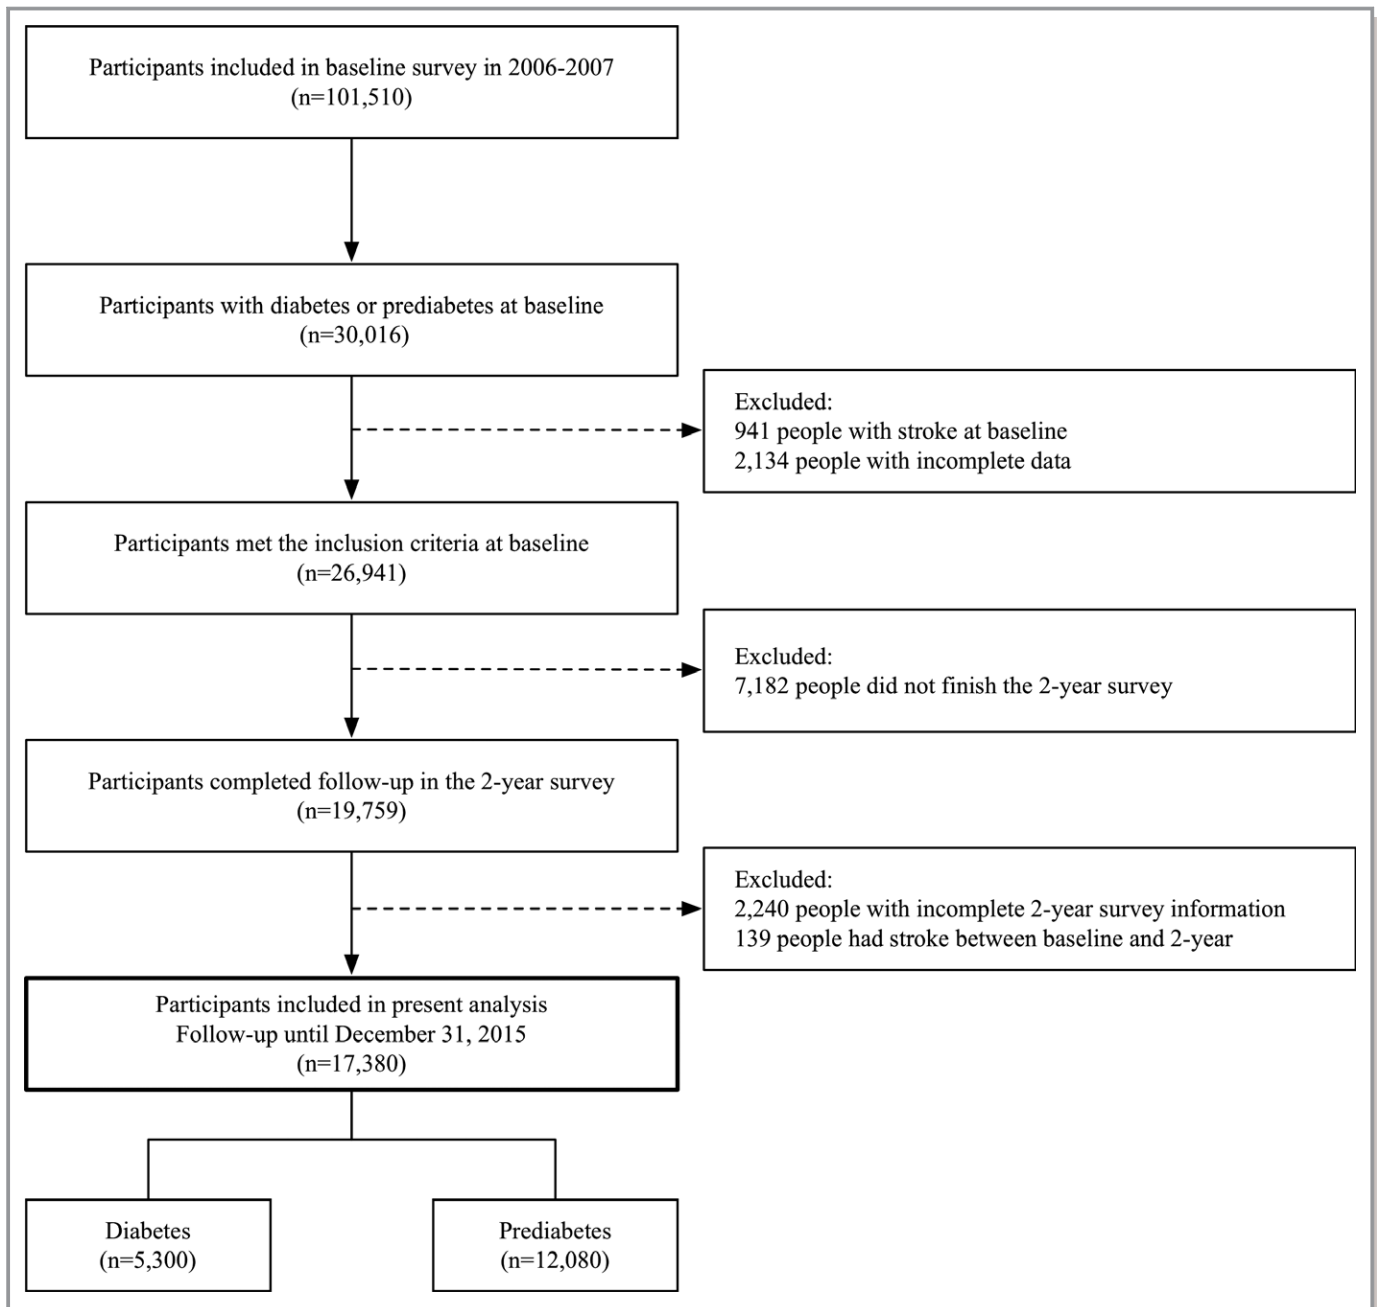 Participants included in baseline survey in 2006-2007
(n=101,510)
Participants with diabetes or prediabetes at baseline
(n=30,016)
Excluded:
941 people with stroke at baseline
2,134 people with incomplete data
Participants met the inclusion criteria at baseline
(n=26,941)
Excluded:
7,182 people did not finish the 2-year survey
Participants completed follow-up in the 2-year survey
(n=19,759)
Excluded:
2,240 people with incomplete 2-year survey information
139 people had stroke between baseline and 2-year
Participants included in present analysis
Follow-up until December 31, 2015
(n=17,380)
Diabetes
(n=5,300)
Prediabetes
(n=12,080)